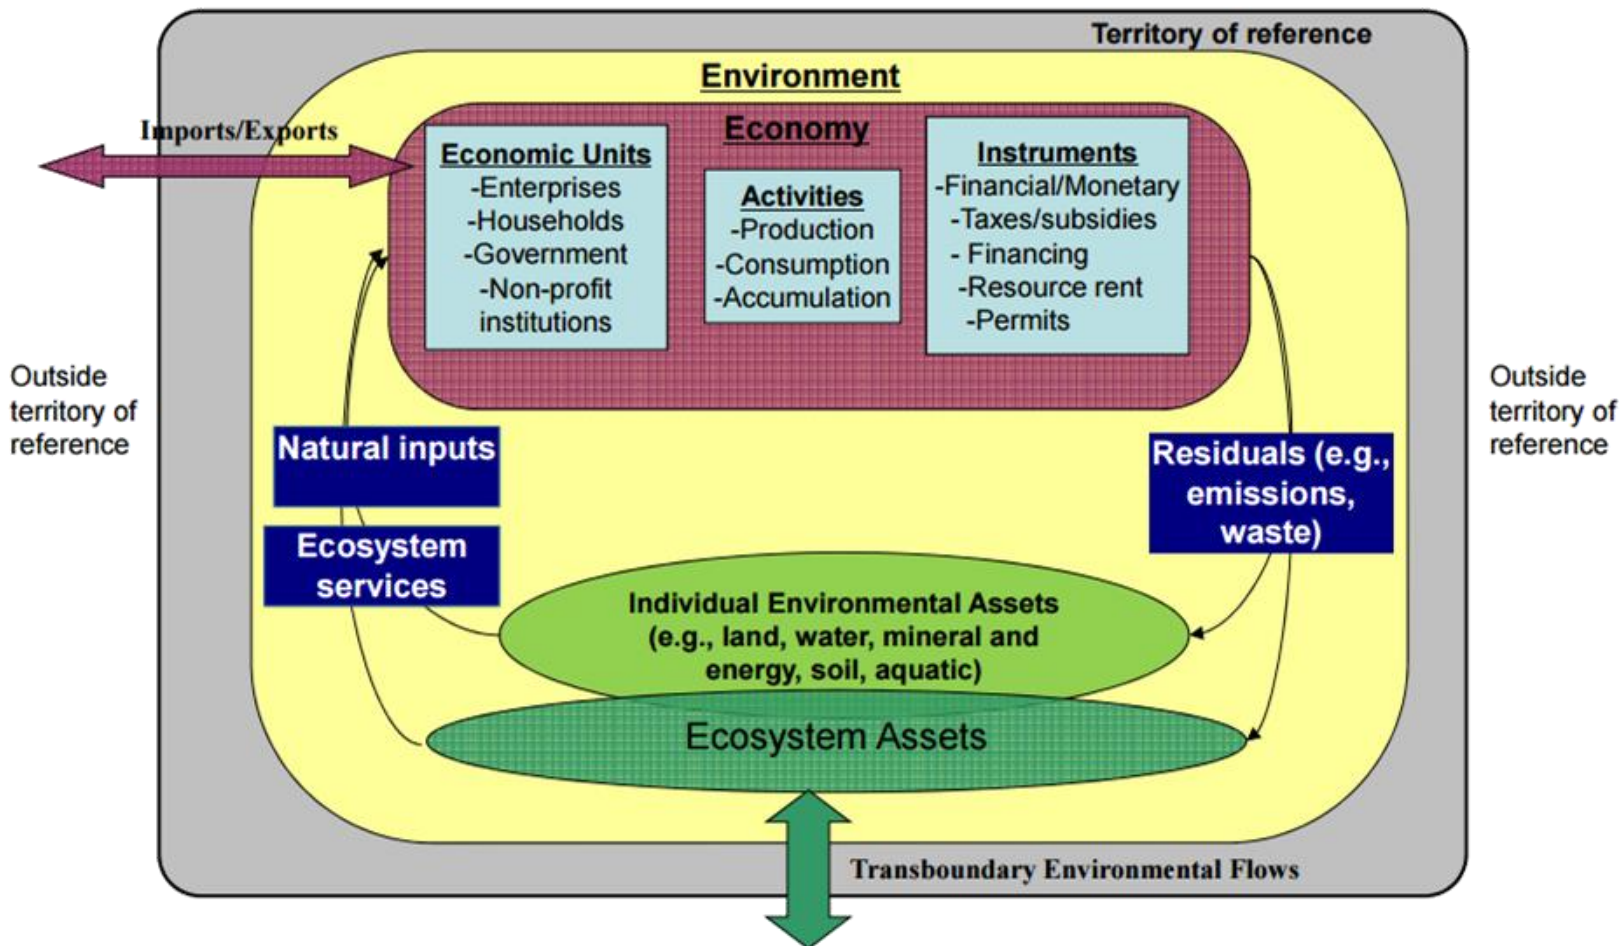 Territory of reference
Environment
Economy
Imports/Exports
Economic Units
-Enterprises
-Households
-Government
-Non-profit
institutions
Activities
-Production
-Consumption
-Accumulation
Instruments
-Financial/Monetary
-Taxes/subsidies
- Financing
-Resource rent
-Permits
Outside
territory of
reference
Outside
territory of
reference
Natural inputs
Ecosystem
services
Residuals (e.g.,
emissions,
waste)
Individual Environmental Assets
(e.g., land, water, mineral and
energy, soil, aquatic)
Ecosystem Assets
Transboundary Environmental Flows